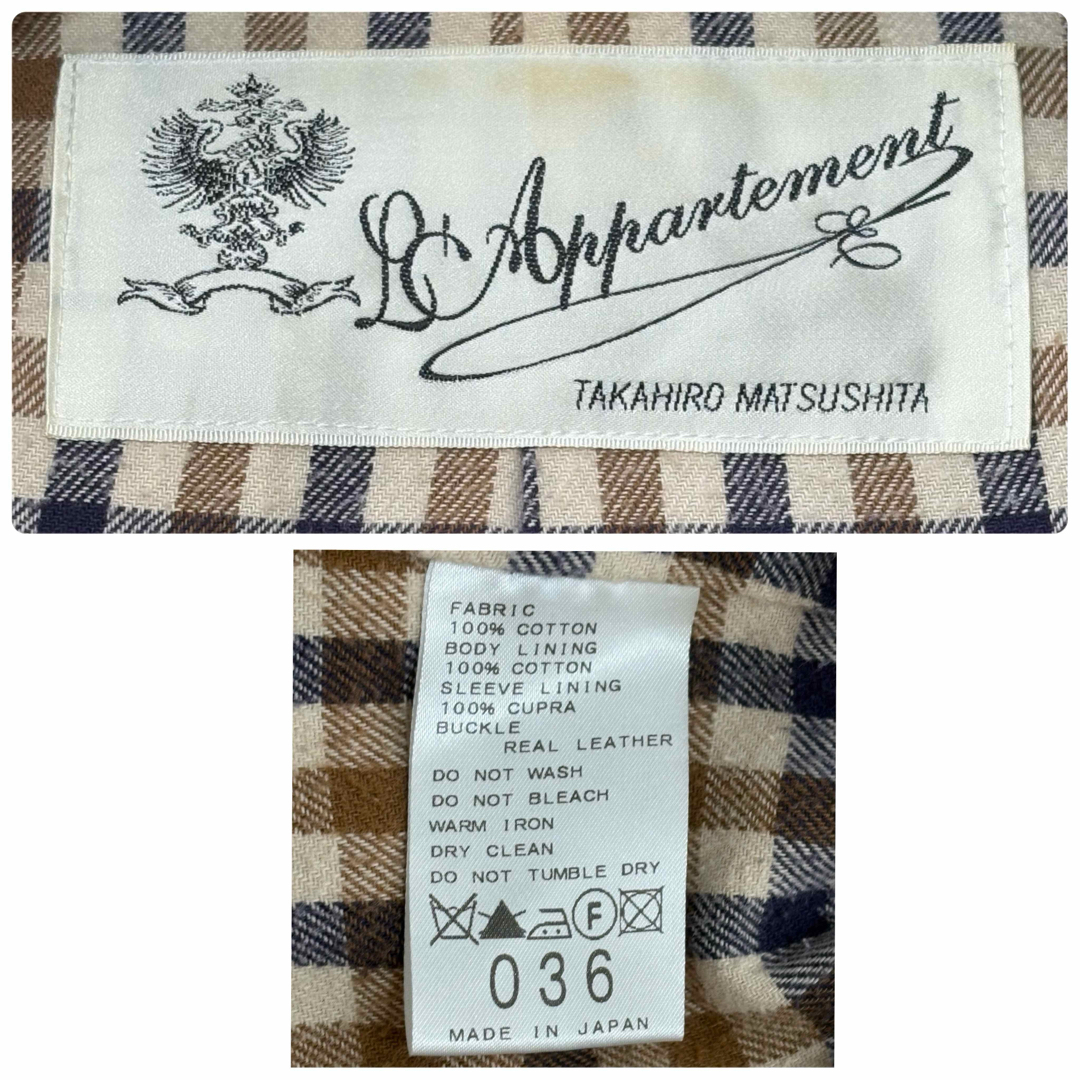 L'Appartement
TAKAHIRO MATSUSHITA
FABRIC
100% COTTON
BODY LINING
100% COTTON
SLEEVE LINING
100% CUPRA
BUCKLE
REAL LEATHER
DO NOT WASH
DO NOT BLEACH
WARM IRON
DRY CLEAN
DO NOT TUMBLE DRY
F
036
MADE IN JAPAN